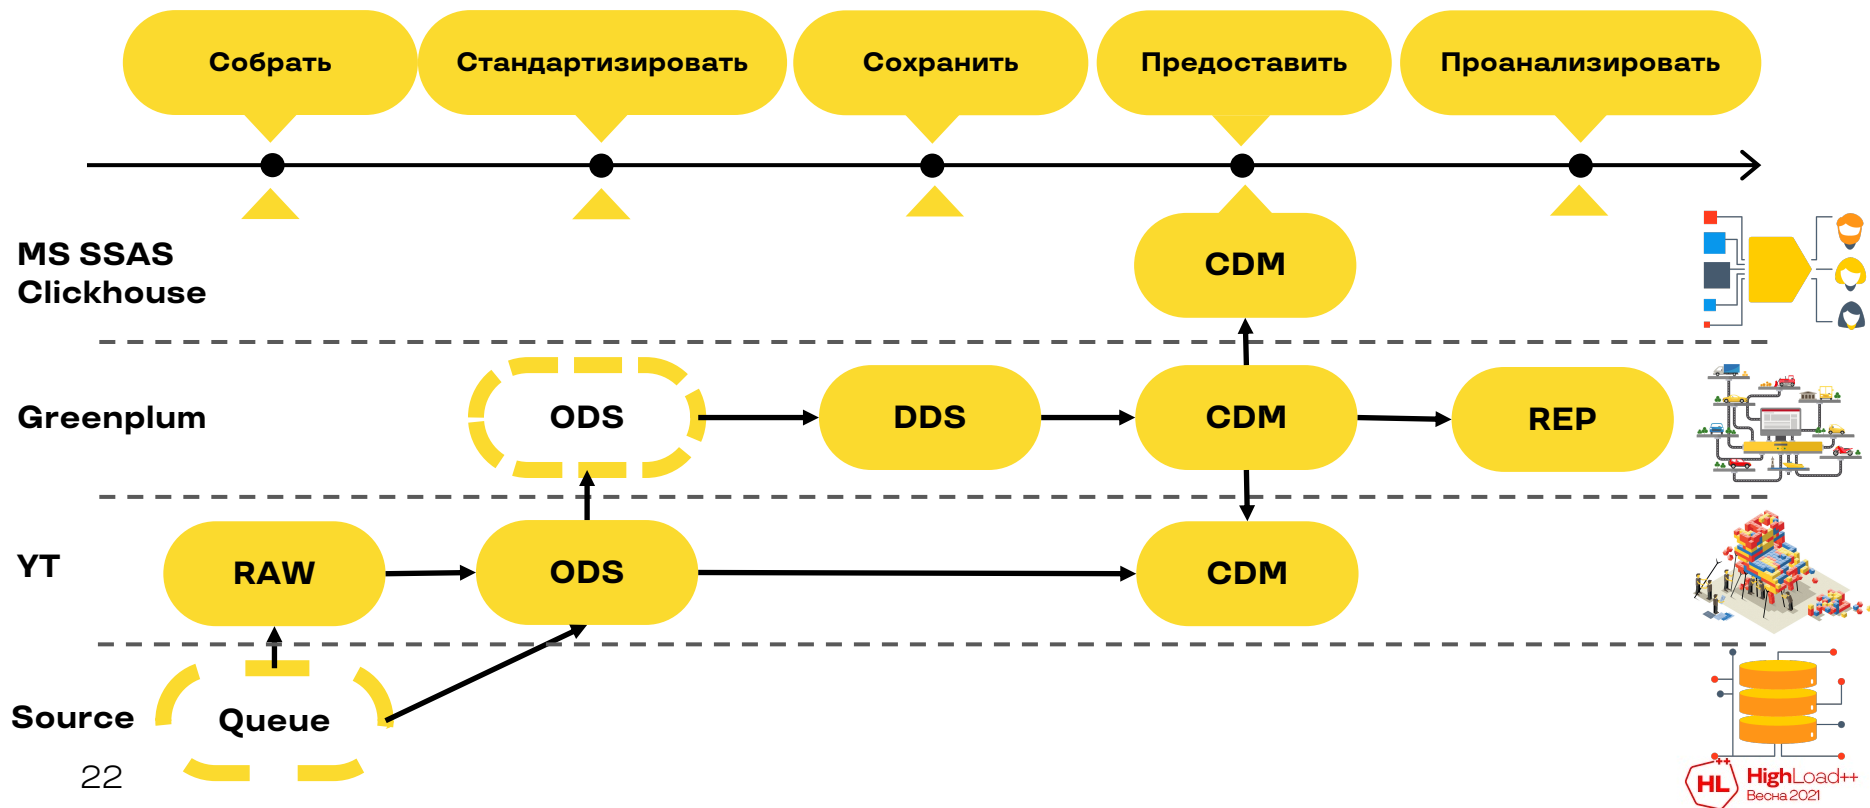 Собрать
Стандартизировать
Сохранить
Предоставить
Проанализировать
MS SSAS
Clickhouse
CDM
Greenplum
ODS
DDS
CDM
REP
YT
RAW
ODS
CDM
Source
Queue
22
HL++
HighLoad++
Весна 2021